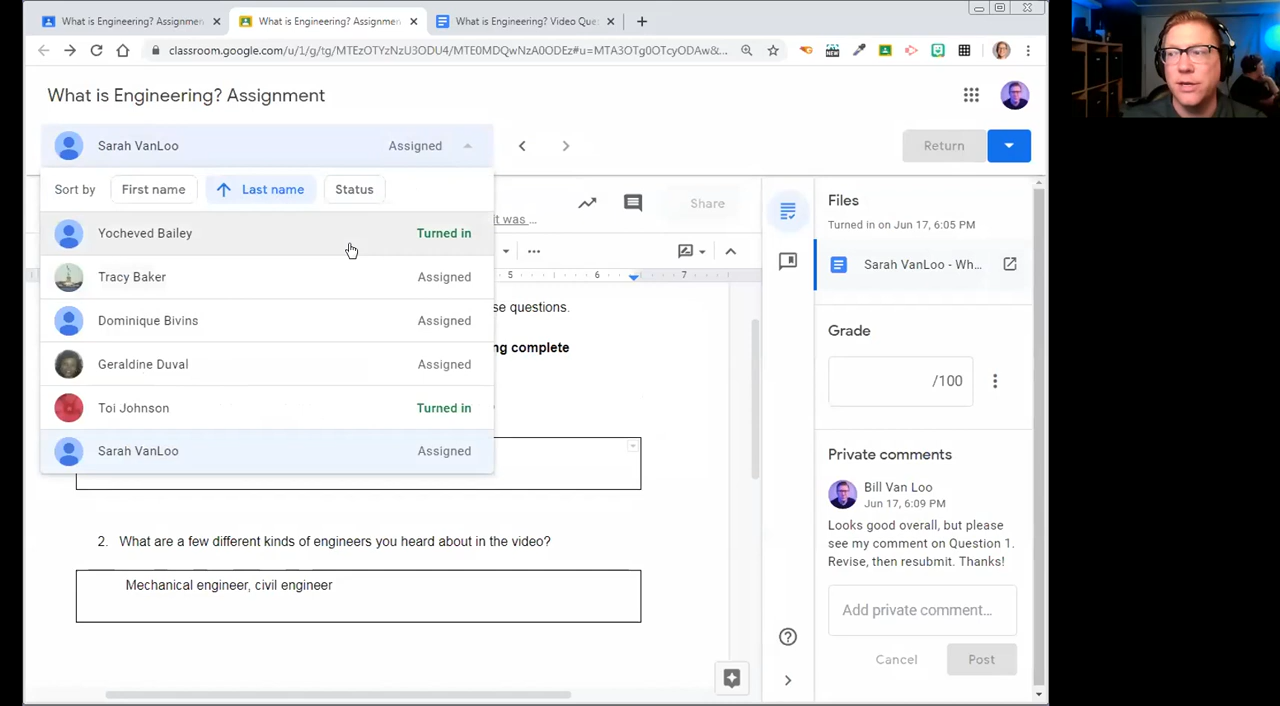 What is Engineering? Assignmen
What is Engineering? Assignmen
What is Engineering? Video Que
classroom.google.com/u/1/g/tg/MTEzOTYzNzU3ODU4/MTE0MDQwNzA0ODEz#u=MTA3OTg0OTcyODAw&...
What is Engineering? Assignment
Sarah VanLoo Assigned
Return
Sort by First name Last name Status
Yocheved Bailey Turned in
Tracy Baker Assigned
Dominique Bivins Assigned
Geraldine Duval Assigned
Toi Johnson Turned in
Sarah VanLoo Assigned
it was ...
Share
5 6 7
se questions.
ng complete
2. What are a few different kinds of engineers you heard about in the video?
Mechanical engineer, civil engineer
Files
Turned in on Jun 17, 6:05 PM
Sarah VanLoo - Wh...
Grade
/100
Private comments
Bill Van Loo
Jun 17, 6:09 PM
Looks good overall, but please
see my comment on Question 1.
Revise, then resubmit. Thanks!
Add private comment...
Cancel Post